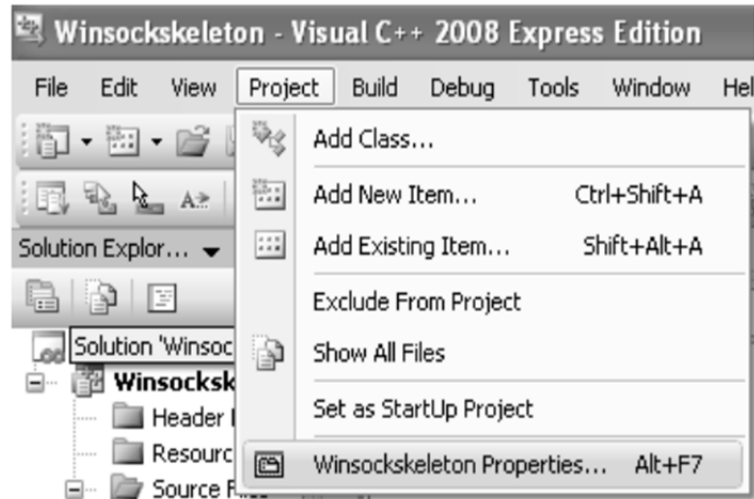 Winsockskeleton - Visual C++ 2008 Express Edition
File Edit View Project Build Debug Tools Window
Add Class...
Add New Item... Ctrl+Shift+A
Solution Explor... Add Existing Item... Shift+Alt+A
Exclude From Project
Solution 'Winsoc Show All Files
Winsocksk
Header Set as StartUp Project
Resourc Winsockskeleton Properties... Alt+F7
Source